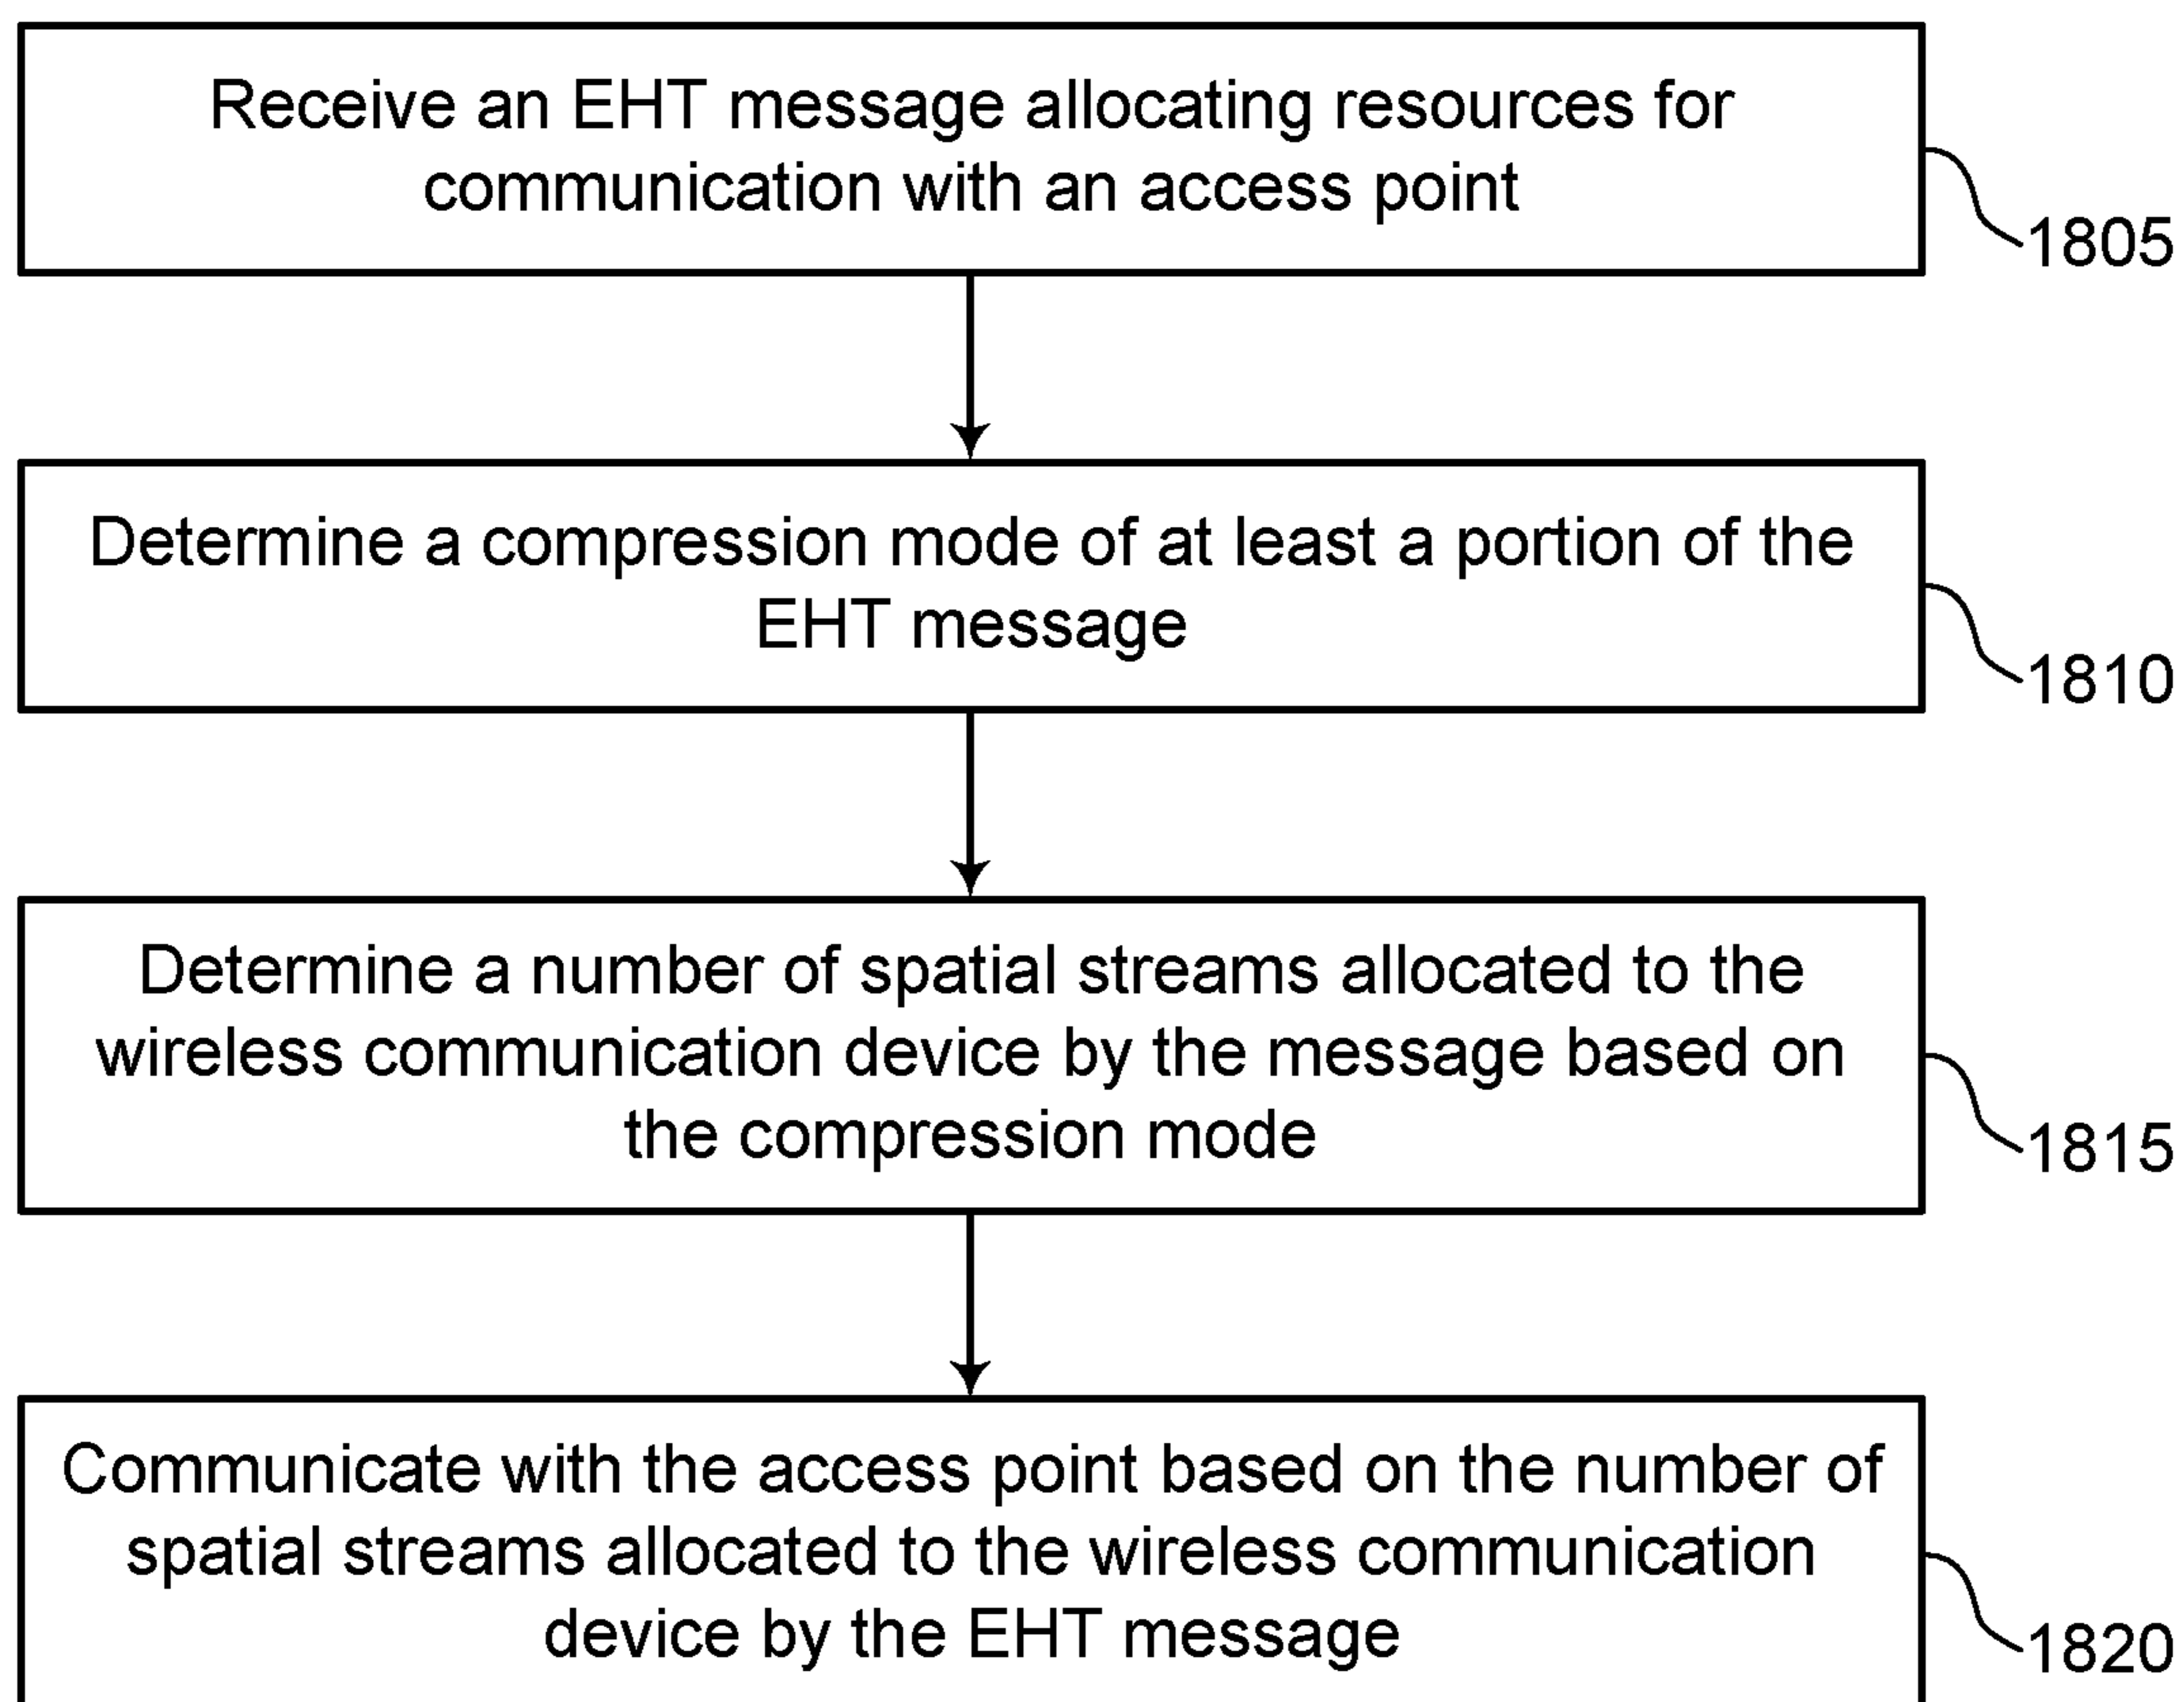 Receive an EHT message allocating resources for
communication with an access point
1805
Determine a compression mode of at least a portion of the
EHT message
1810
Determine a number of spatial streams allocated to the
wireless communication device by the message based on
the compression mode
1815
Communicate with the access point based on the number of
spatial streams allocated to the wireless communication
device by the EHT message
1820